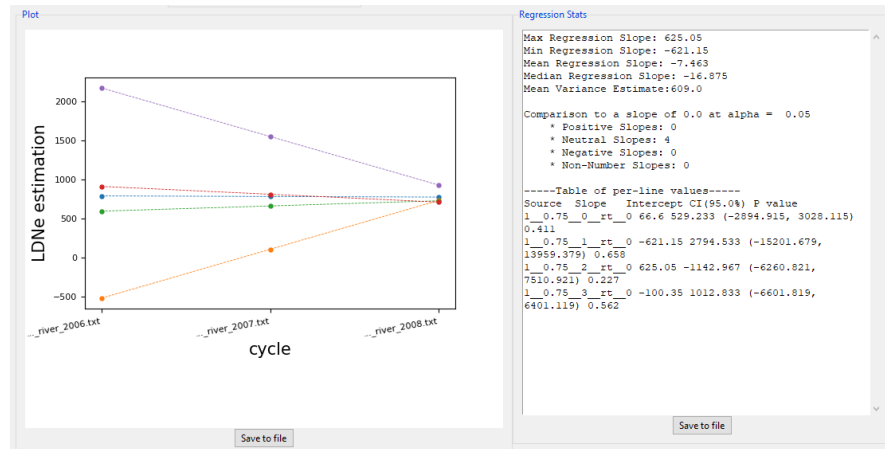 Plot
LDNe estimation
2000
1500
1000
500
0
−500
..._river_2006.txt
..._river_2007.txt
..._river_2008.txt
cycle
Save to file
Regression Stats
Max Regression Slope: 625.05
Min Regression Slope: -621.15
Mean Regression Slope: -7.463
Median Regression Slope: -16.875
Mean Variance Estimate:609.0
Comparison to a slope of 0.0 at alpha =  0.05
* Positive Slopes: 0
* Neutral Slopes: 4
* Negative Slopes: 0
* Non-Number Slopes: 0
-----Table of per-line values-----
Source  Slope   Intercept CI(95.0%) P value
1__0.75__0__rt__0 66.6 529.233 (-2894.915, 3028.115)
0.411
1__0.75__1__rt__0 -621.15 2794.533 (-15201.679,
13959.379) 0.658
1__0.75__2__rt__0 625.05 -1142.967 (-6260.821,
7510.921) 0.227
1__0.75__3__rt__0 -100.35 1012.833 (-6601.819,
6401.119) 0.562
Save to file